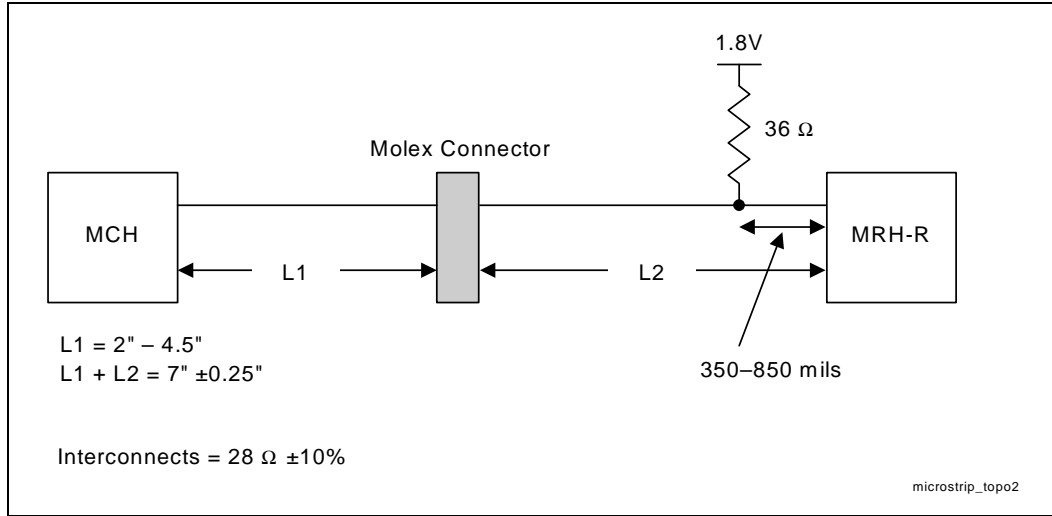 1.8V
36 Ω
Molex Connector
MCH
MRH-R
L1
L2
L1 = 2" – 4.5"
L1 + L2 = 7" ±0.25"
350–850 mils
Interconnects = 28 Ω ±10%
microstrip_topo2